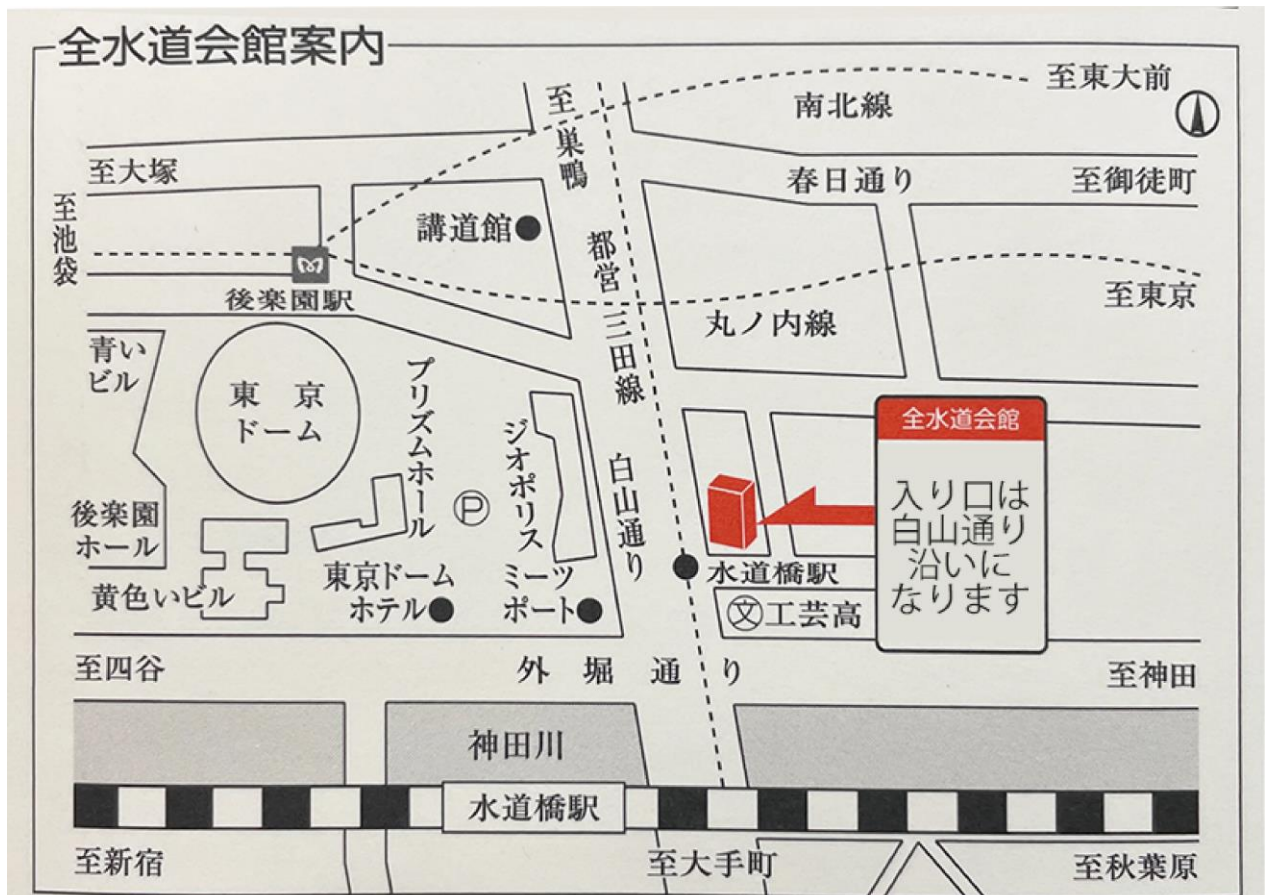 全水道会館案内
至東大前
南北線
至巣鴨
至大塚
春日通り
至御徒町
至池袋
講道館
都営三田線
後楽園駅
至東京
丸ノ内線
青い
ビル
東京
ドーム
プリズムホール
ジオポリス
白山通り
全水道会館
入り口は
白山通り
沿いに
なります
P
後楽園
ホール
黄色いビル
東京ドーム
ホテル
ミーツ
ポート
水道橋駅
文工芸高
至四谷
外堀通り
至神田
神田川
水道橋駅
至新宿
至大手町
至秋葉原